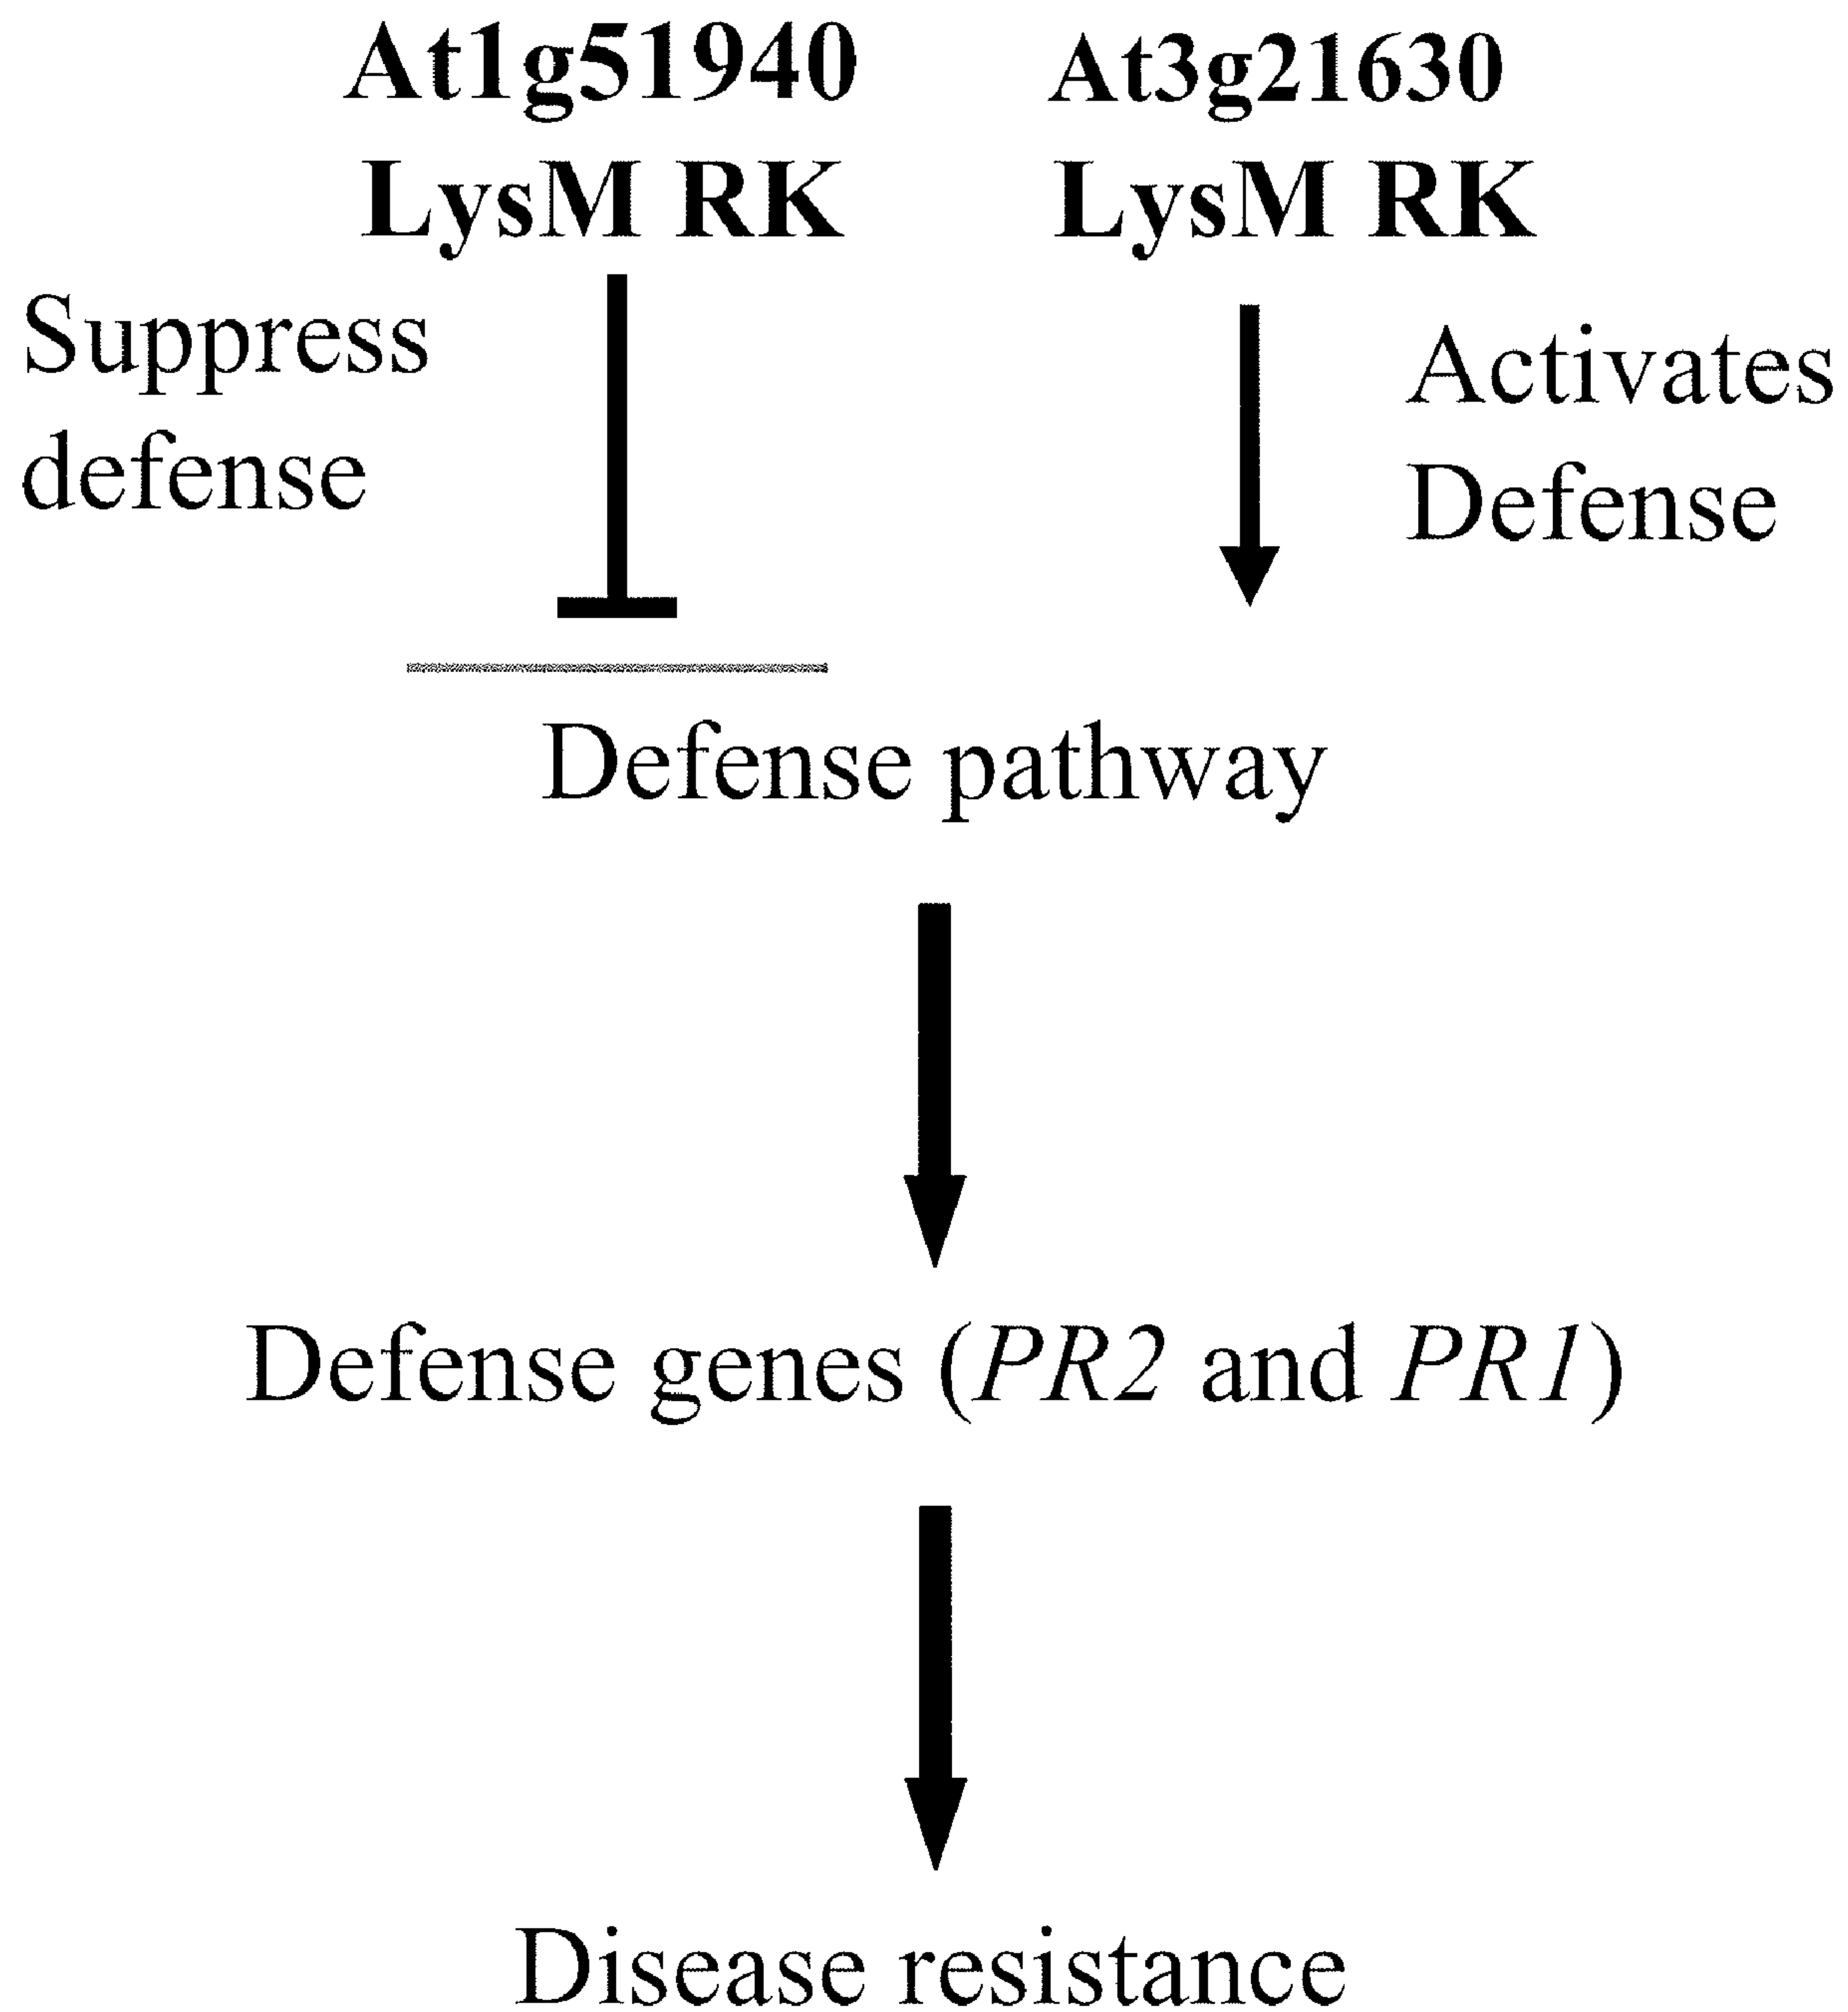 At1g51940
LysM RK
At3g21630
LysM RK
Suppress
defense
Activates
Defense
Defense pathway
Defense genes (PR2 and PR1)
Disease resistance